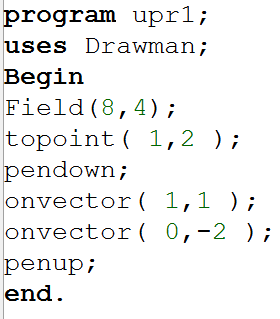 program upr1;
uses Drawman;
Begin
Field(8,4);
topoint( 1,2 );
pendown;
onvector( 1,1 );
onvector( 0,-2 );
penup;
end.